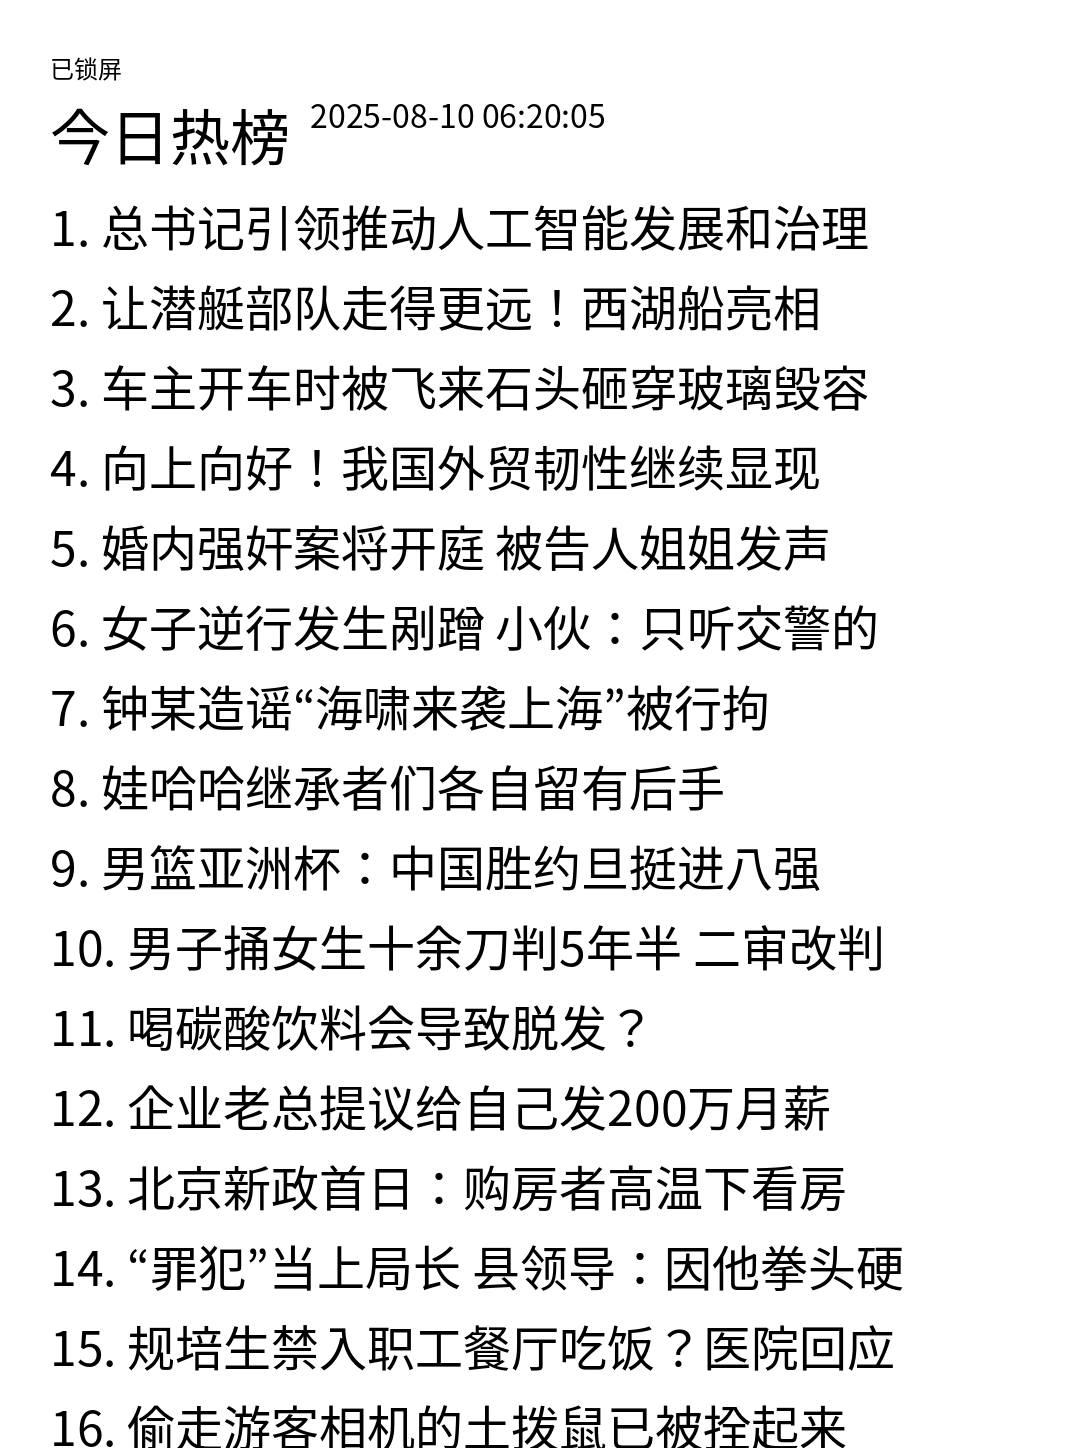 已锁屏
今日热榜 2025-08-10 06:20:05
1. 总书记引领推动人工智能发展和治理
2. 让潜艇部队走得更远！西湖船亮相
3. 车主开车时被飞来石头砸穿玻璃毁容
4. 向上向好！我国外贸韧性继续显现
5. 婚内强奸案将开庭 被告人姐姐发声
6. 女子逆行发生剐蹭 小伙：只听交警的
7. 钟某造谣“海啸来袭上海”被行拘
8. 娃哈哈继承者们各自留有后手
9. 男篮亚洲杯：中国胜约旦挺进八强
10. 男子捅女生十余刀判5年半 二审改判
11. 喝碳酸饮料会导致脱发？
12. 企业老总提议给自己发200万月薪
13. 北京新政首日：购房者高温下看房
14. “罪犯”当上局长 县领导：因他拳头硬
15. 规培生禁入职工餐厅吃饭？医院回应
16. 偷走游客相机的土拨鼠已被拴起来